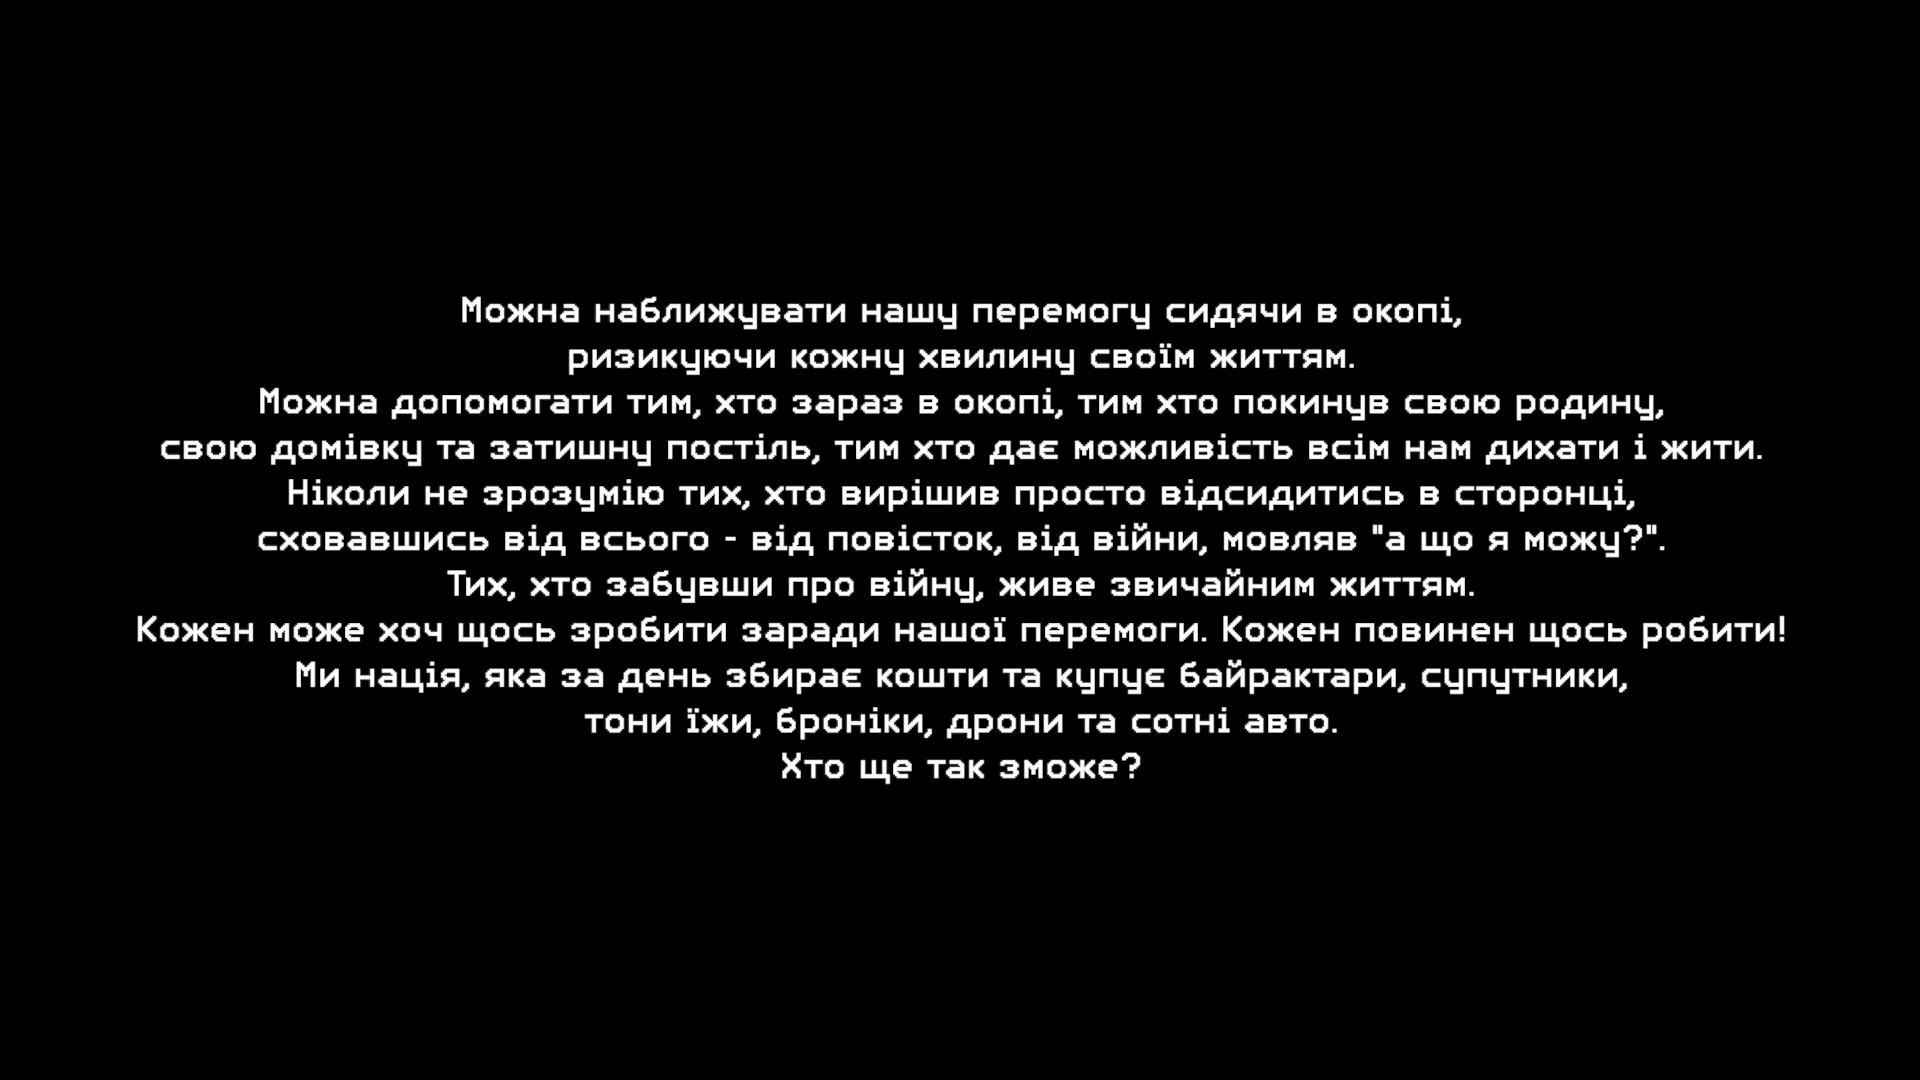 Можна наближувати нашу перемогу сидячи в окопі,
ризикуючи кожну хвилину своїм життям.
Можна допомогати тим, хто зараз в окопі, тим хто покинув свою родину,
свою домівку та затишну постіль, тим хто дає можливість всім нам дихати і жити.
Ніколи не зрозумію тих, хто вирішив просто відсидитись в сторонці,
сховавшись від всього - від повісток, від війни, мовляв "а що я можу?".
Тих, хто забувши про війну, живе звичайним життям.
Кожен може хоч щось зробити заради нашої перемоги. Кожен повинен щось робити!
Ми нація, яка за день збирає кошти та купує байрактари, супутники,
тони їжи, броніки, дрони та сотні авто.
Хто ще так зможе?